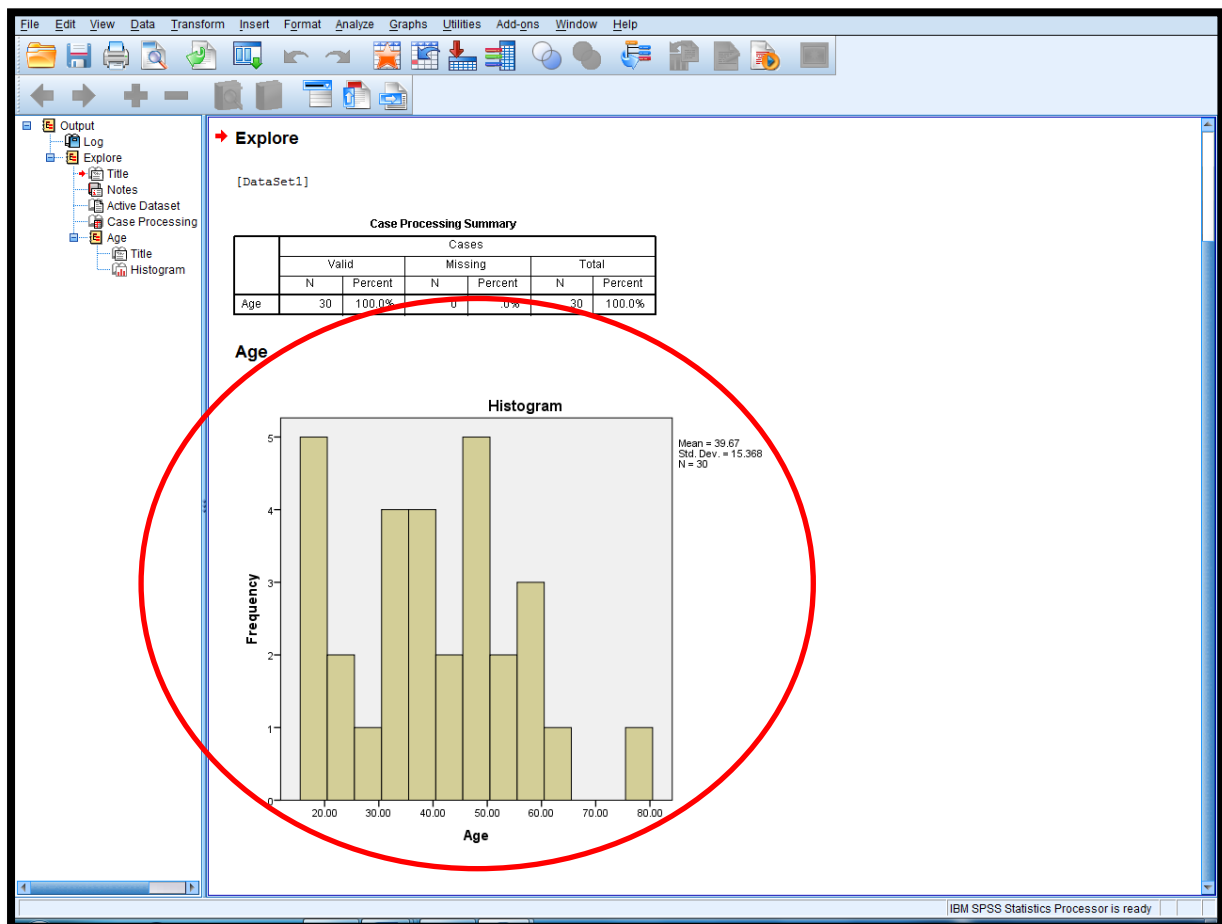 File Edit View Data Transform Insert Format Analyze Graphs Utilities Add-ons Window Help
Output
Log
Explore
Title
Notes
Active Dataset
Case Processing
Age
Title
Histogram
Explore
[DataSet1]
Case Processing Summary
Cases
Valid Missing Total
N Percent N Percent N Percent
Age 30 100.0% 0 .0% 30 100.0%
Age
Histogram
Mean = 39.67
Std. Dev. = 15.368
N = 30
5
4
3
2
1
0
Frequency
20.00 30.00 40.00 50.00 60.00 70.00 80.00
Age
IBM SPSS Statistics Processor is ready